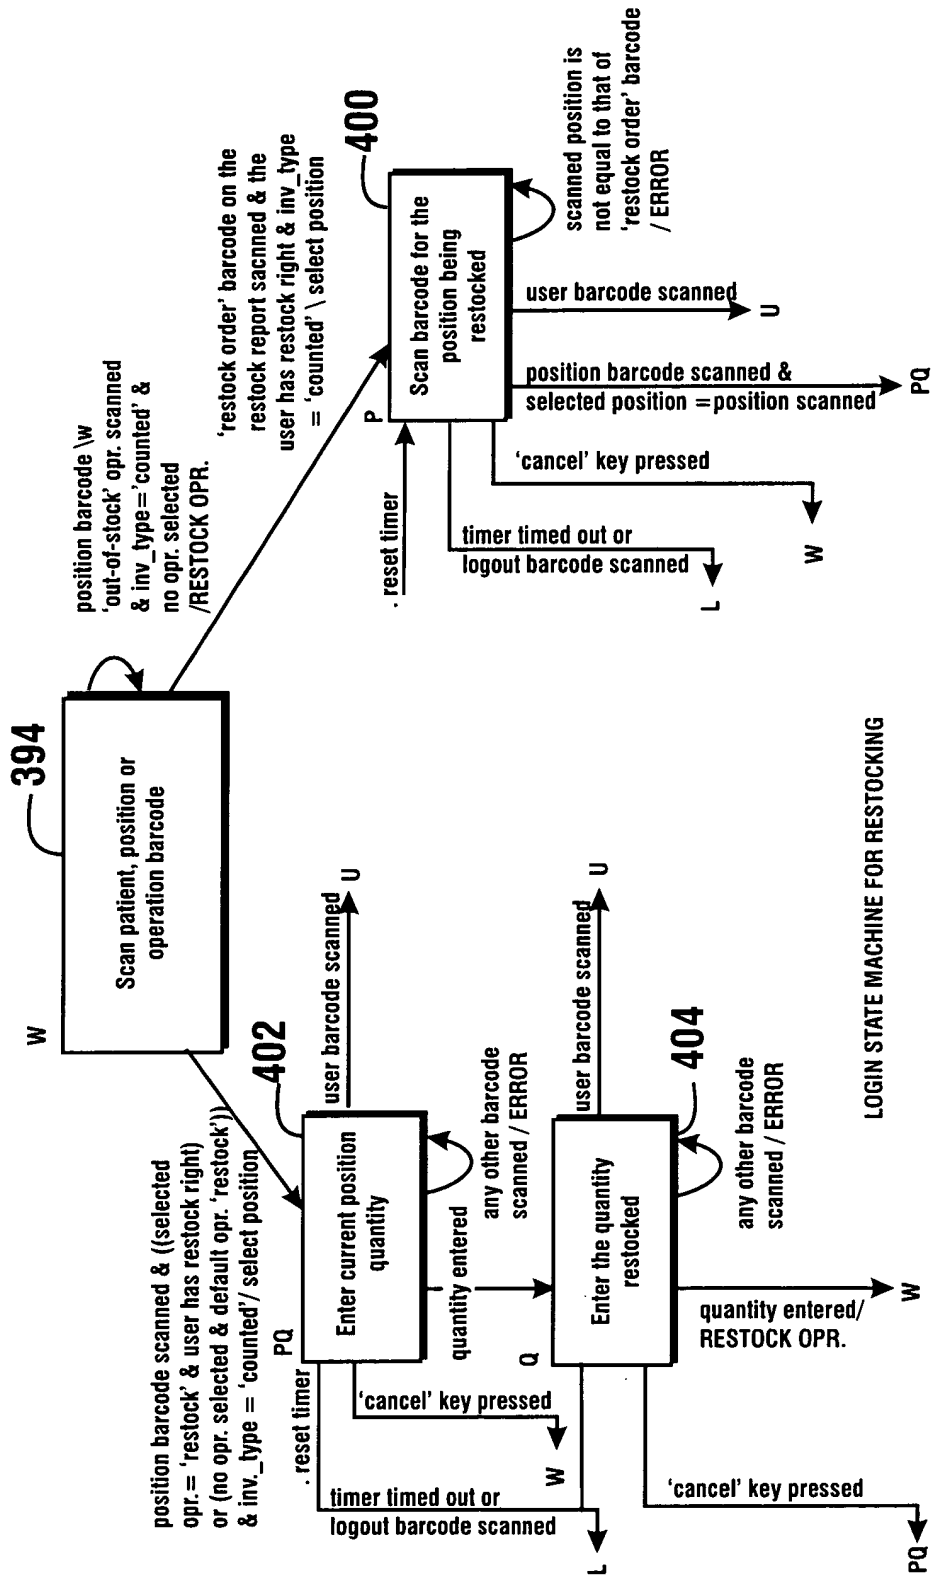 W
394
Scan patient, position or
operation barcode
position barcode \w
'out-of-stock' opr. scanned
& inv_type='counted' &
no opr. selected
/RESTOCK OPR.
position barcode scanned & ((selected
opr.= 'restock' & user has restock right)
or (no opr. selected & default opr. 'restock'))
& inv._type = 'counted'/ select position
'restock order' barcode on the
restock report sacnned & the
user has restock right & inv_type
= 'counted' \ select position
402
PQ
Enter current position
quantity
. reset timer
user barcode scanned
U
any other barcode
scanned / ERROR
quantity entered
'cancel' key pressed
W
timer timed out or
logout barcode scanned
L
404
Q
Enter the quantity
restocked
user barcode scanned
U
any other barcode
scanned / ERROR
quantity entered/
RESTOCK OPR.
W
'cancel' key pressed
PQ
400
P
Scan barcode for the
position being
restocked
. reset timer
scanned position is
not equal to that of
'restock order' barcode
/ ERROR
user barcode scanned
U
position barcode scanned &
selected position =position scanned
PQ
'cancel' key pressed
W
timer timed out or
logout barcode scanned
L
LOGIN STATE MACHINE FOR RESTOCKING